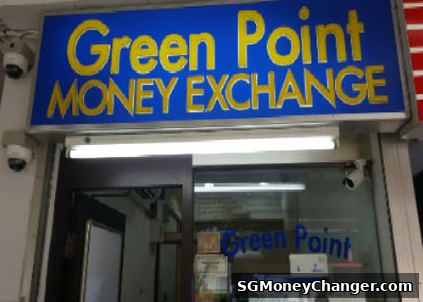 Green Point
MONEY EXCHANGE
Green Point
SGMoneyChanger.com